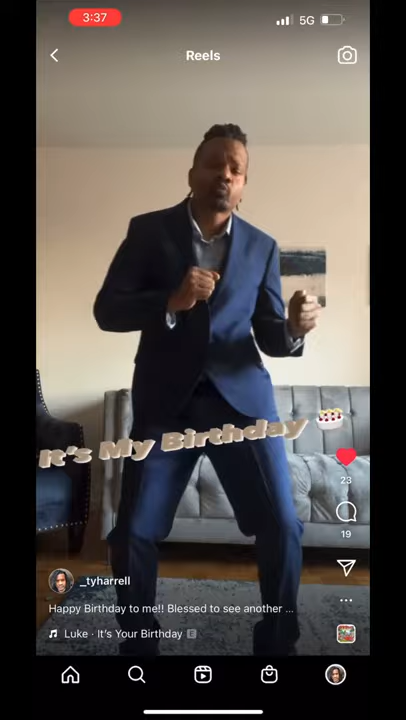 3:37
5G
Reels
It's My Birthday
23
19
_tyharrell
Happy Birthday to me!! Blessed to see another ...
Luke · It's Your Birthday E